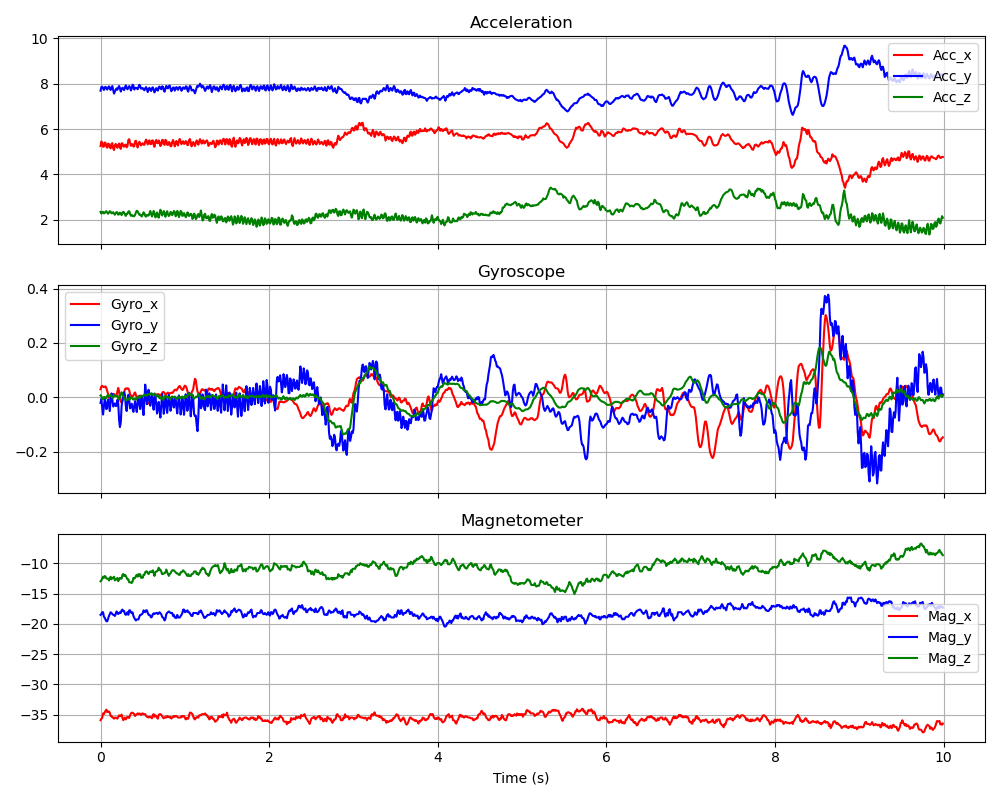 Acceleration
10
8
6
4
2
Acc_x
Acc_y
Acc_z
Gyroscope
0.4
0.2
0.0
−0.2
Gyro_x
Gyro_y
Gyro_z
Magnetometer
−10
−15
−20
−25
−30
−35
Mag_x
Mag_y
Mag_z
0 2 4 6 8 10
Time (s)